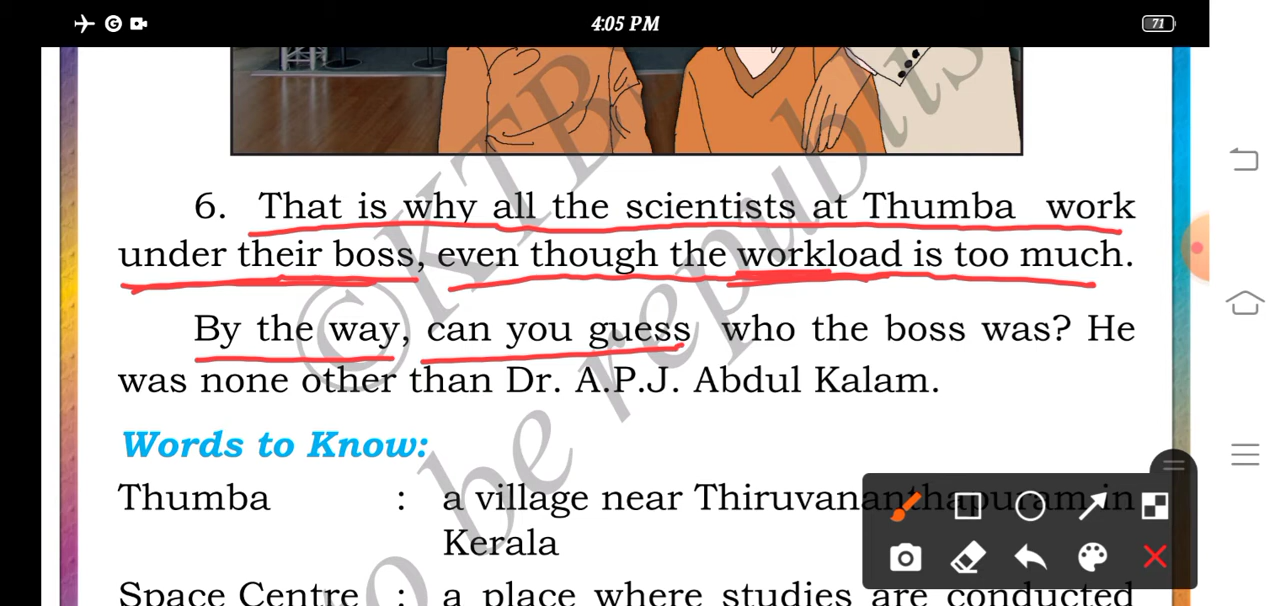 4:05 PM
71
6. That is why all the scientists at Thumba work
under their boss, even though the workload is too much.
By the way, can you guess who the boss was? He
was none other than Dr. A.P.J. Abdul Kalam.
Words to Know:
Thumba : a village near Thiruvananthapuram in
Kerala
Space Centre : a place where studies are conducted
©KTB
be republis